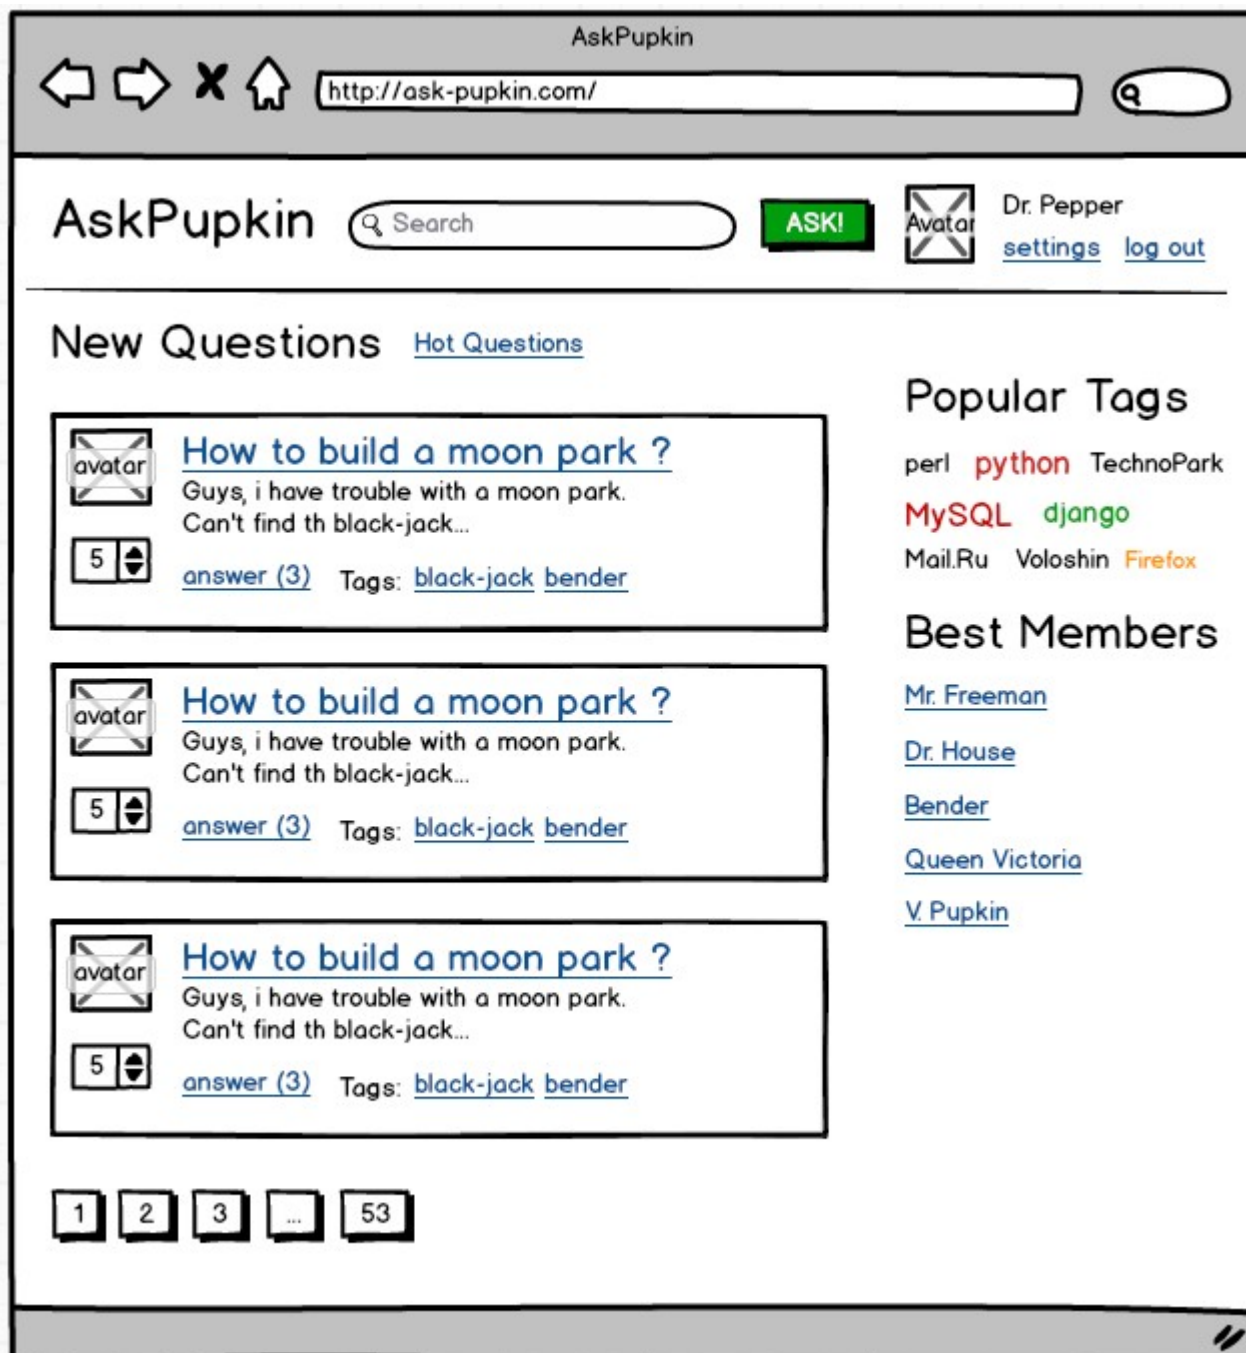 AskPupkin
http://ask-pupkin.com/
AskPupkin
Search
ASK!
Avatar
Dr. Pepper
settings log out
New Questions Hot Questions
avatar
How to build a moon park ?
Guys, i have trouble with a moon park.
Can't find th black-jack...
5
answer (3) Tags: black-jack bender
avatar
How to build a moon park ?
Guys, i have trouble with a moon park.
Can't find th black-jack...
5
answer (3) Tags: black-jack bender
avatar
How to build a moon park ?
Guys, i have trouble with a moon park.
Can't find th black-jack...
5
answer (3) Tags: black-jack bender
1 2 3 ... 53
Popular Tags
perl python TechnoPark
MySQL django
Mail.Ru Voloshin Firefox
Best Members
Mr. Freeman
Dr. House
Bender
Queen Victoria
V. Pupkin